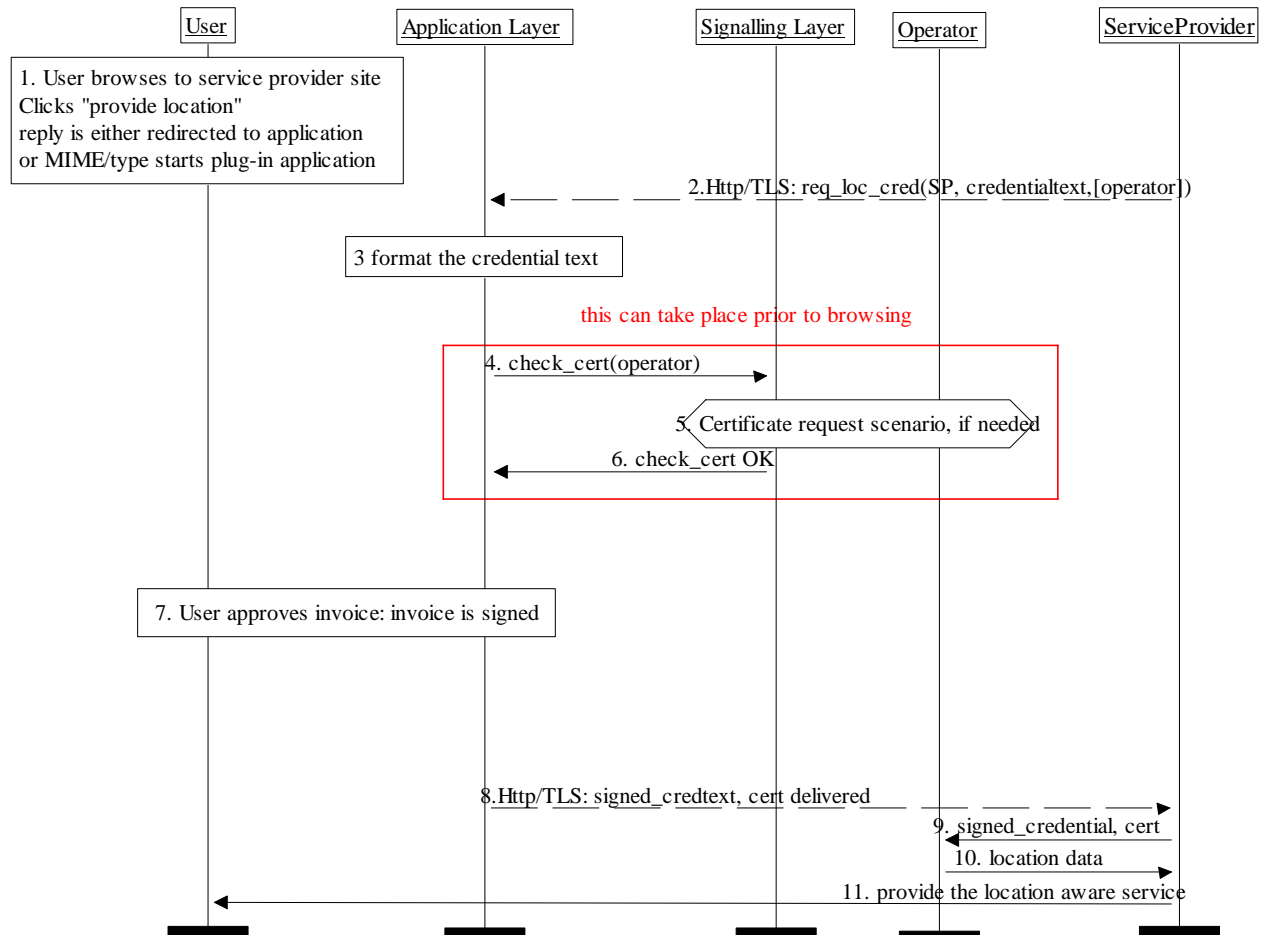 User
Application Layer
Signalling Layer
Operator
ServiceProvider
1. User browses to service provider site
Clicks "provide location"
reply is either redirected to application
or MIME/type starts plug-in application
2.Http/TLS: req_loc_cred(SP, credentialtext,[operator])
3 format the credential text
this can take place prior to browsing
4. check_cert(operator)
5. Certificate request scenario, if needed
6. check_cert OK
7. User approves invoice: invoice is signed
8.Http/TLS: signed_credtext, cert delivered
9. signed_credential, cert
10. location data
11. provide the location aware service